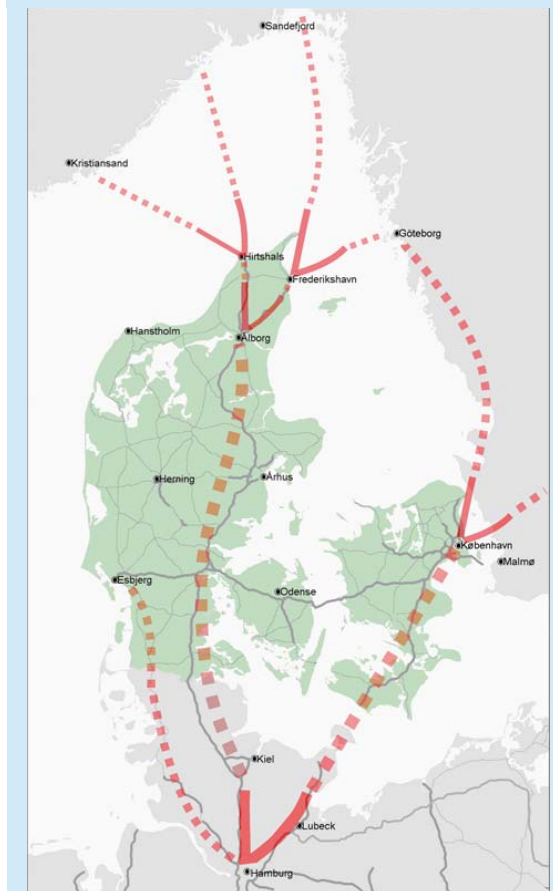 Sandefjord
Kristiansand
Göteborg
Hirtshals
Frederikshavn
Hanstholm
Ålborg
Herning
Århus
København
Malmø
Esbjerg
Odense
Kiel
Lubeck
Hamburg